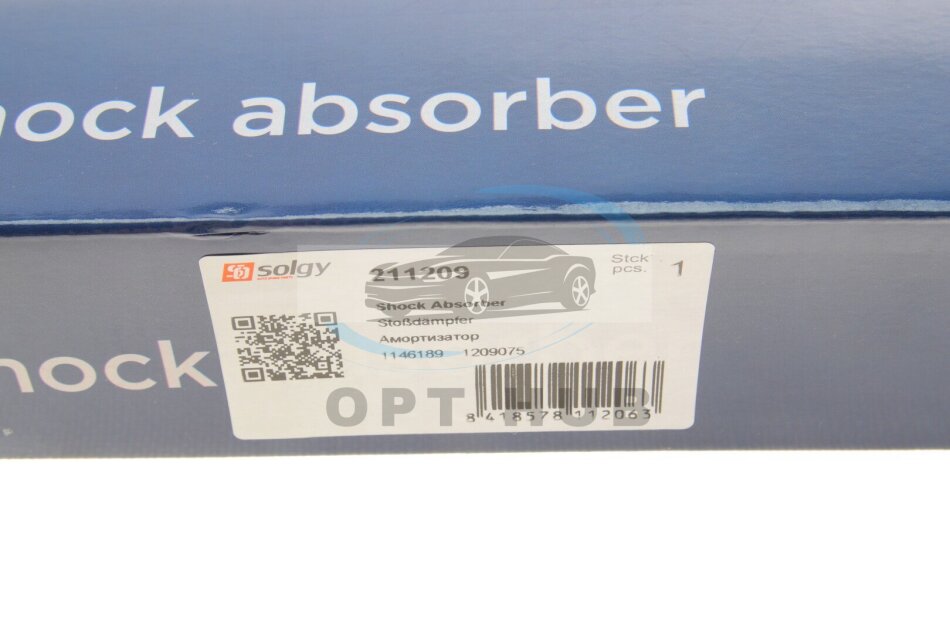 hock absorber
solgy
211209
Stck
pcs. 1
Shock Absorber
Stoßdämpfer
Амортизатор
1146189 1209075
hock
8 418578 112063
OPT HUB